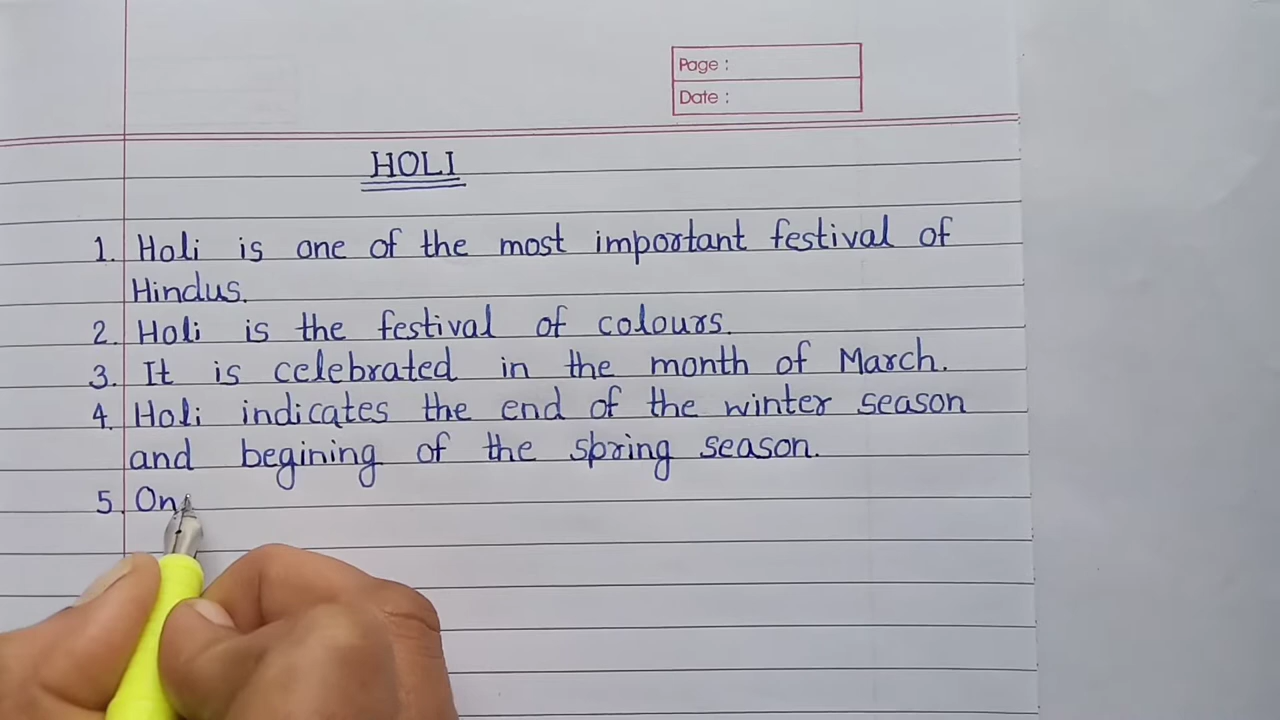 Page :
Date :
HOLI
1. Holi is one of the most important festival of
Hindus.
2. Holi is the festival of colours.
3. It is celebrated in the month of March.
4. Holi indicates the end of the winter season
and begining of the spring season.
5. On